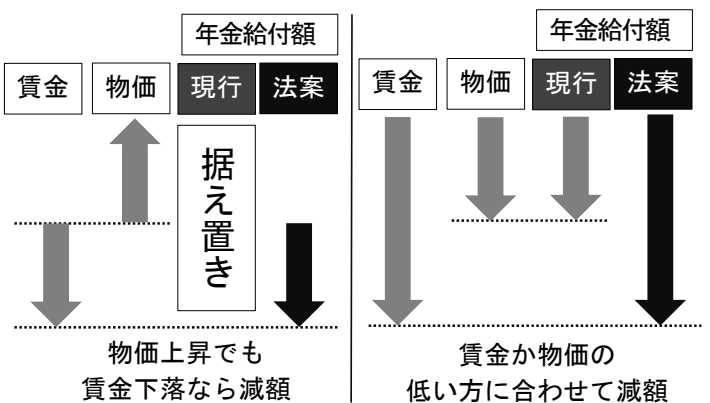 年金給付額
賃金 物価 現行 法案
据え置き
物価上昇でも
賃金下落なら減額
年金給付額
賃金 物価 現行 法案
賃金か物価の
低い方に合わせて減額